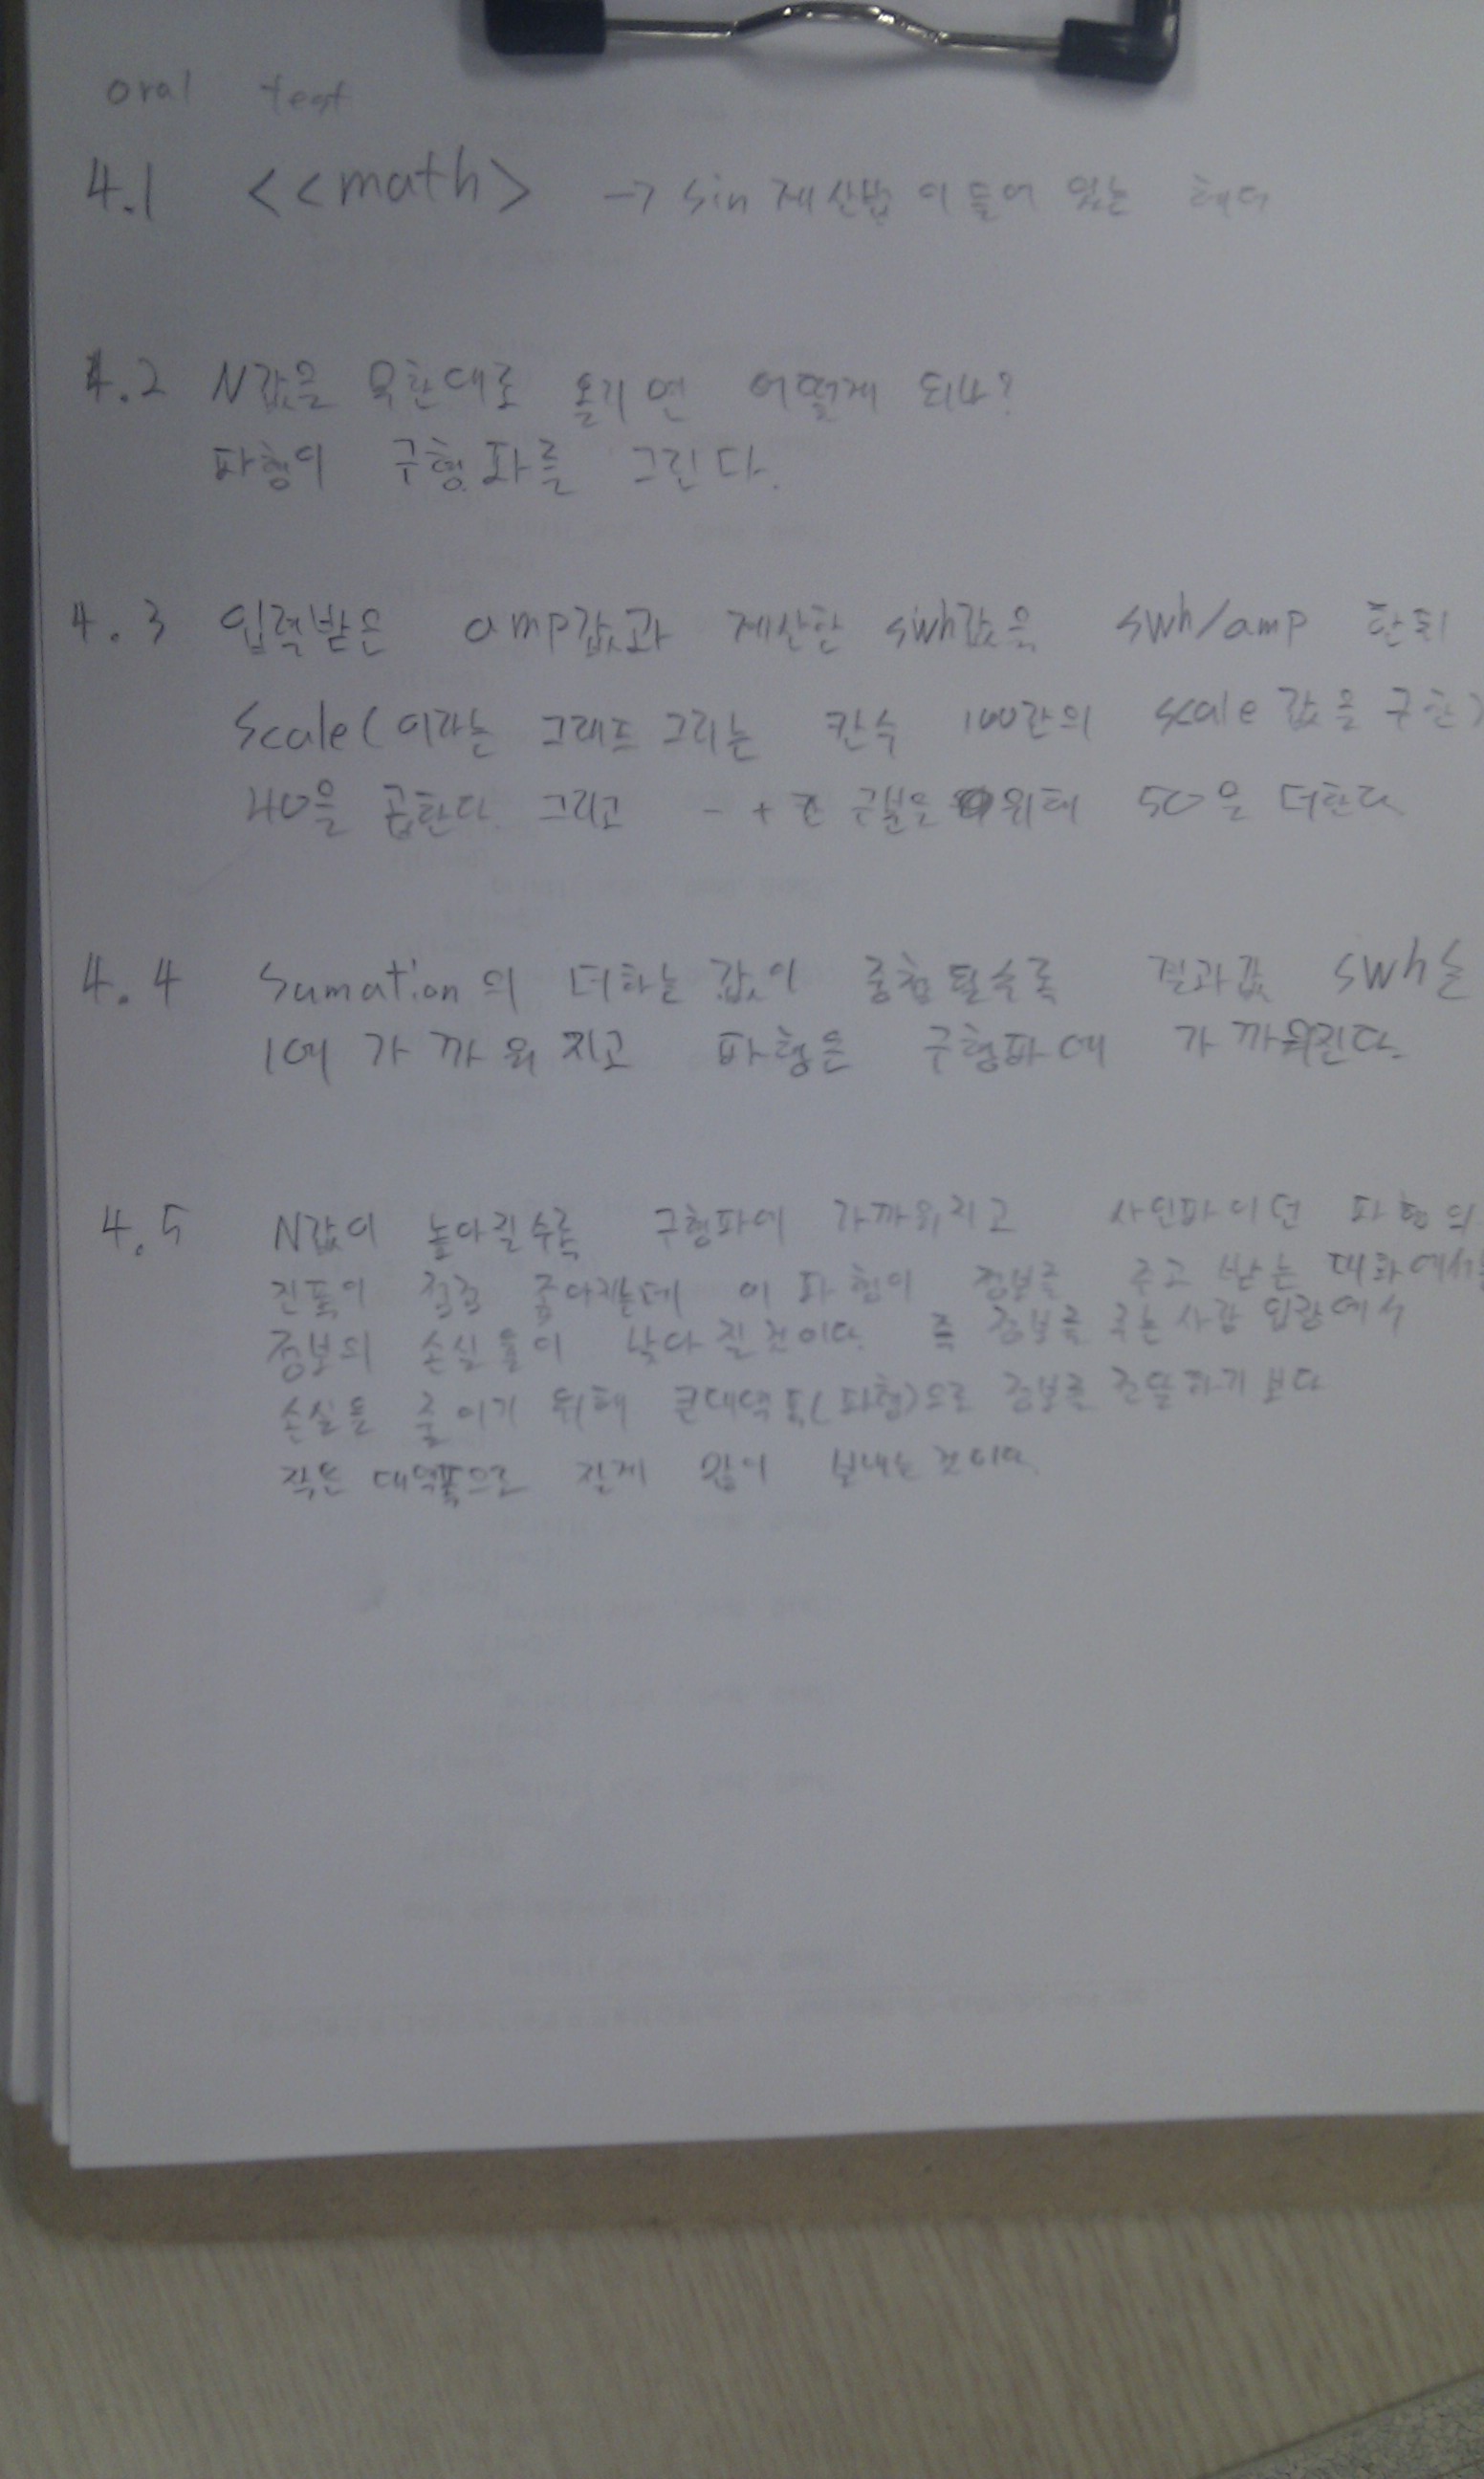 oral test
4.1 <<math> → sin 계산법이 들어 있는 헤더
4.2 N값을 무한대로 올리면 어떻게 되나?
파형이 구형파를 그린다.
4.3 입력받은 amp값과 계산한 swh값을 swh/amp 한뒤
Scale(이라는 그래프 그리는 칸수 100칸의 scale값을 구한)
40을 곱한다. 그리고 - + 구분을 위해 50을 더한다
4.4 Sumation의 더하는 값이 중첩될수록 결과값 swh는
1에 가까워지고 파형은 구형파에 가까워진다.
4.5 N값이 높아질수록 구형파에 가까워지고 사인파이던 파형의
진폭이 점점 좁아지는데 이 파형이 정보를 주고 받는 대화에서
정보의 손실율이 낮아질것이다. 즉 정보를 주는 사람 입장에서
손실을 줄이기 위해 큰대역폭(파형)으로 정보를 전달하기 보다
작은 대역폭으로 많이 보내는 것이다.